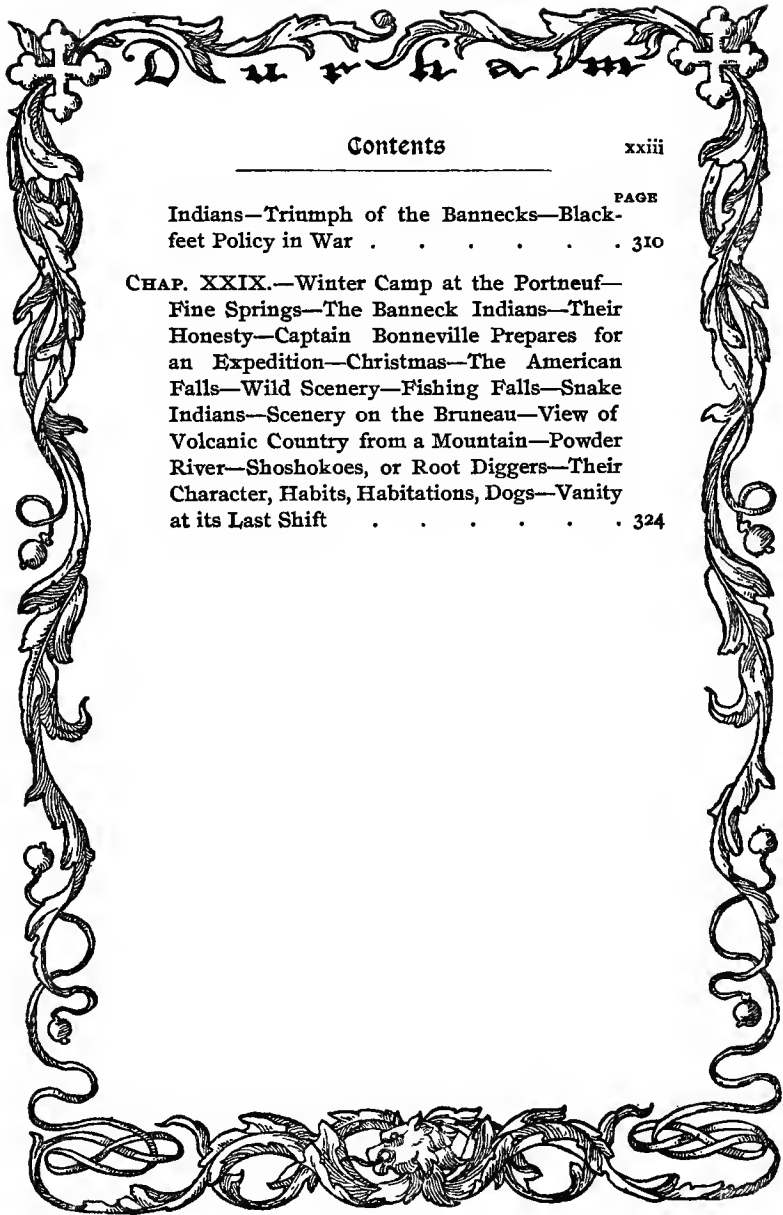 Durham
Contents xxiii
PAGE
Indians—Triumph of the Bannecks—Black-
feet Policy in War . . . . . . . 310
CHAP. XXIX.—Winter Camp at the Portneuf—
Fine Springs—The Banneck Indians—Their
Honesty—Captain Bonneville Prepares for
an Expedition—Christmas—The American
Falls—Wild Scenery—Fishing Falls—Snake
Indians—Scenery on the Bruneau—View of
Volcanic Country from a Mountain—Powder
River—Shoshokoes, or Root Diggers—Their
Character, Habits, Habitations, Dogs—Vanity
at its Last Shift . . . . . . 324